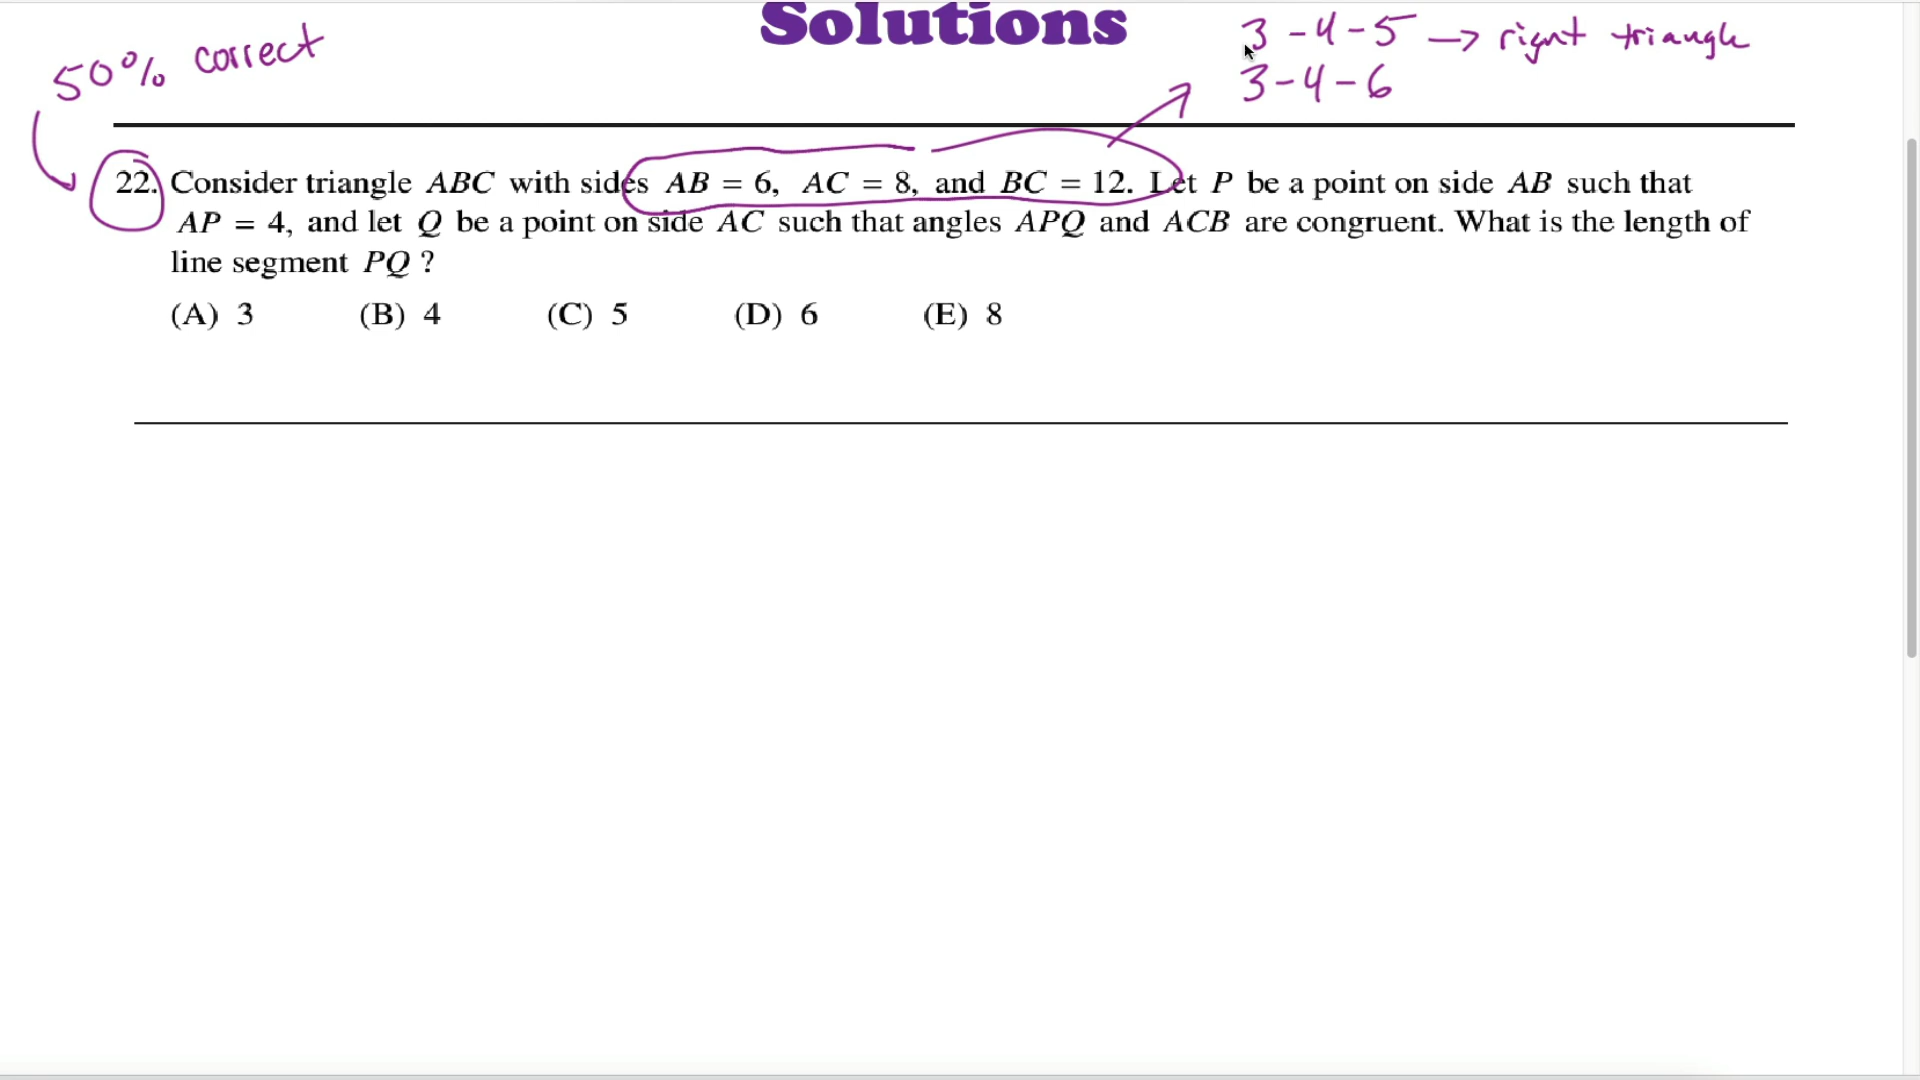 Solutions
50% correct
3-4-5 → right triangle
3-4-6
22. Consider triangle ABC with sides AB = 6, AC = 8, and BC = 12. Let P be a point on side AB such that
AP = 4, and let Q be a point on side AC such that angles APQ and ACB are congruent. What is the length of
line segment PQ ?
(A) 3 (B) 4 (C) 5 (D) 6 (E) 8